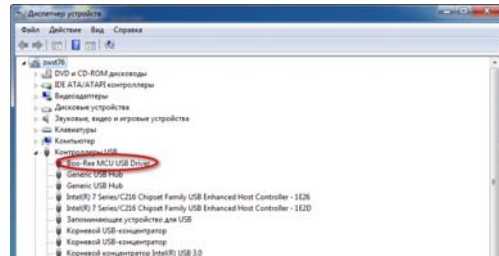 Диспетчер устройств
Файл Действие Вид Справка
zwst76
DVD и CD-ROM дисководы
IDE ATA/ATAPI контроллеры
Видеоадаптеры
Дисковые устройства
Звуковые, видео и игровые устройства
Клавиатуры
Компьютер
Контроллеры USB
Bpo-Ree MCU USB Driver
Generic USB Hub
Generic USB Hub
Intel(R) 7 Series/C216 Chipset Family USB Enhanced Host Controller - 1E26
Intel(R) 7 Series/C216 Chipset Family USB Enhanced Host Controller - 1E2D
Запоминающее устройство для USB
Корневой USB-концентратор
Корневой USB-концентратор
Корневой концентратор Intel(R) USB 3.0